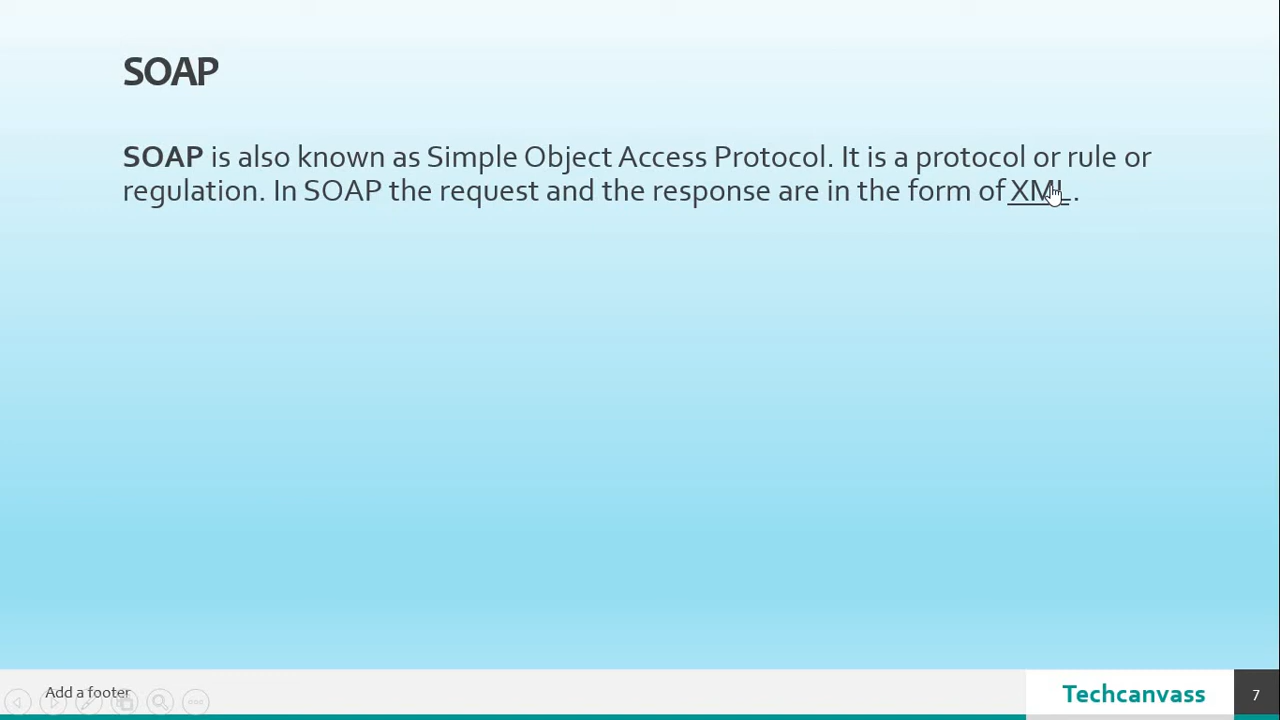 SOAP
SOAP is also known as Simple Object Access Protocol. It is a protocol or rule or
regulation. In SOAP the request and the response are in the form of XML.
Add a footer
Techcanvass
7